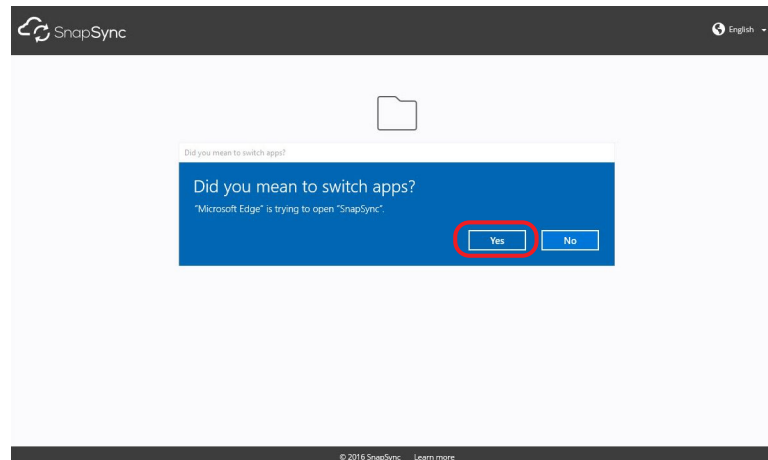 SnapSync
English
Did you mean to switch apps?
Did you mean to switch apps?
"Microsoft Edge" is trying to open "SnapSync".
Yes No
© 2016 SnapSync Learn more